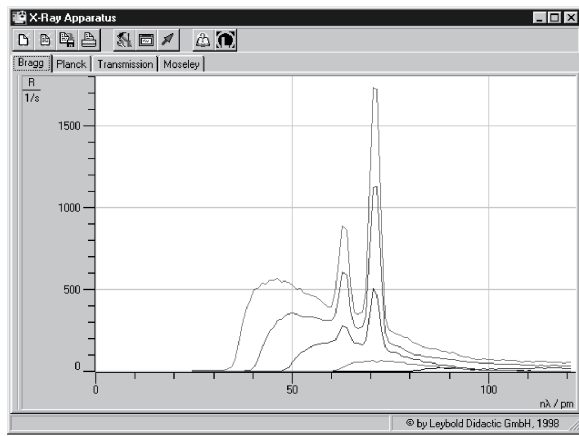 X-Ray Apparatus
Bragg Planck Transmission Moseley
R
1/s
1500
1000
500
0
0 50 100
nλ / pm
© by Leybold Didactic GmbH, 1998